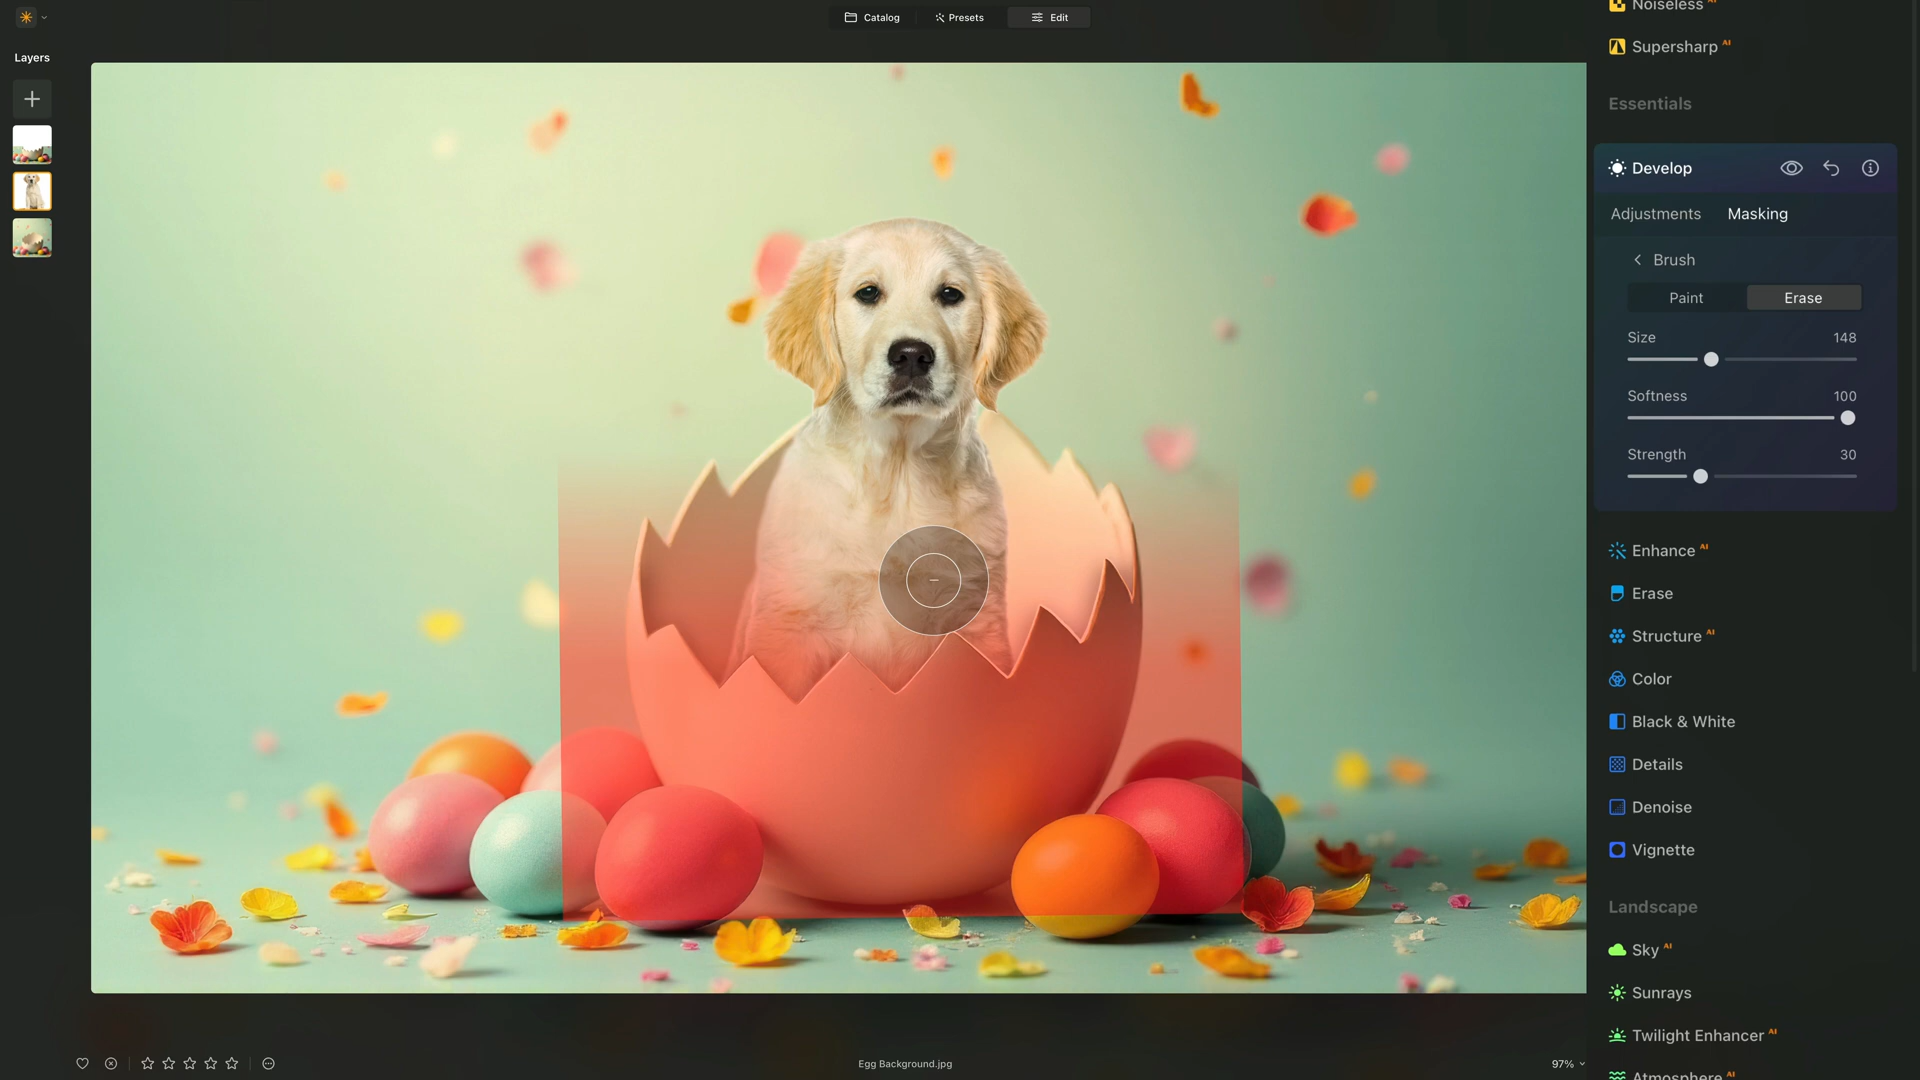 Catalog
Presets
Edit
Layers
Noiseless AI
Supersharp AI
Essentials
Develop
Adjustments Masking
Brush
Paint Erase
Size 148
Softness 100
Strength 30
Enhance AI
Erase
Structure AI
Color
Black & White
Details
Denoise
Vignette
Landscape
Sky AI
Sunrays
Twilight Enhancer AI
Atmosphere AI
Egg Background.jpg
97%